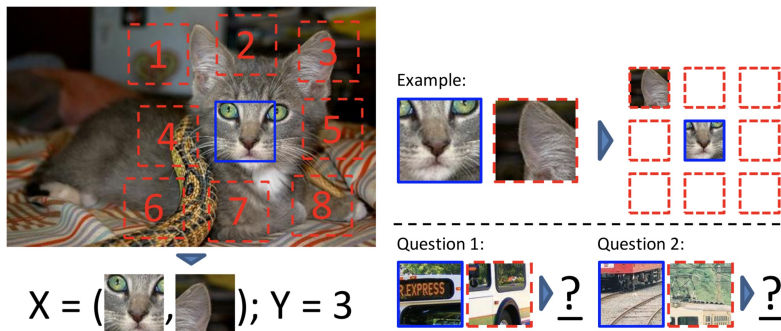 1
2
3
4
5
6
7
8
X = ( , ); Y = 3
Example:
Question 1:
R.EXPRESS
?
Question 2:
?